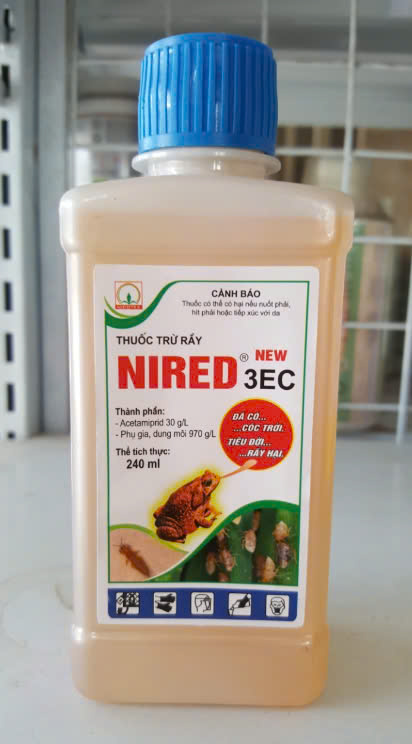 NICOTEX
CẢNH BÁO
Thuốc có thể có hại nếu nuốt phải,
hít phải hoặc tiếp xúc với da
THUỐC TRỪ RẦY
NIRED® NEW
3EC
Thành phần:
- Acetamiprid 30 g/L
- Phụ gia, dung môi 970 g/L
Thể tích thực:
240 ml
ĐÃ CÓ...
...CÓC TRỜI.
TIÊU ĐỜI...
...RẦY HẠI.